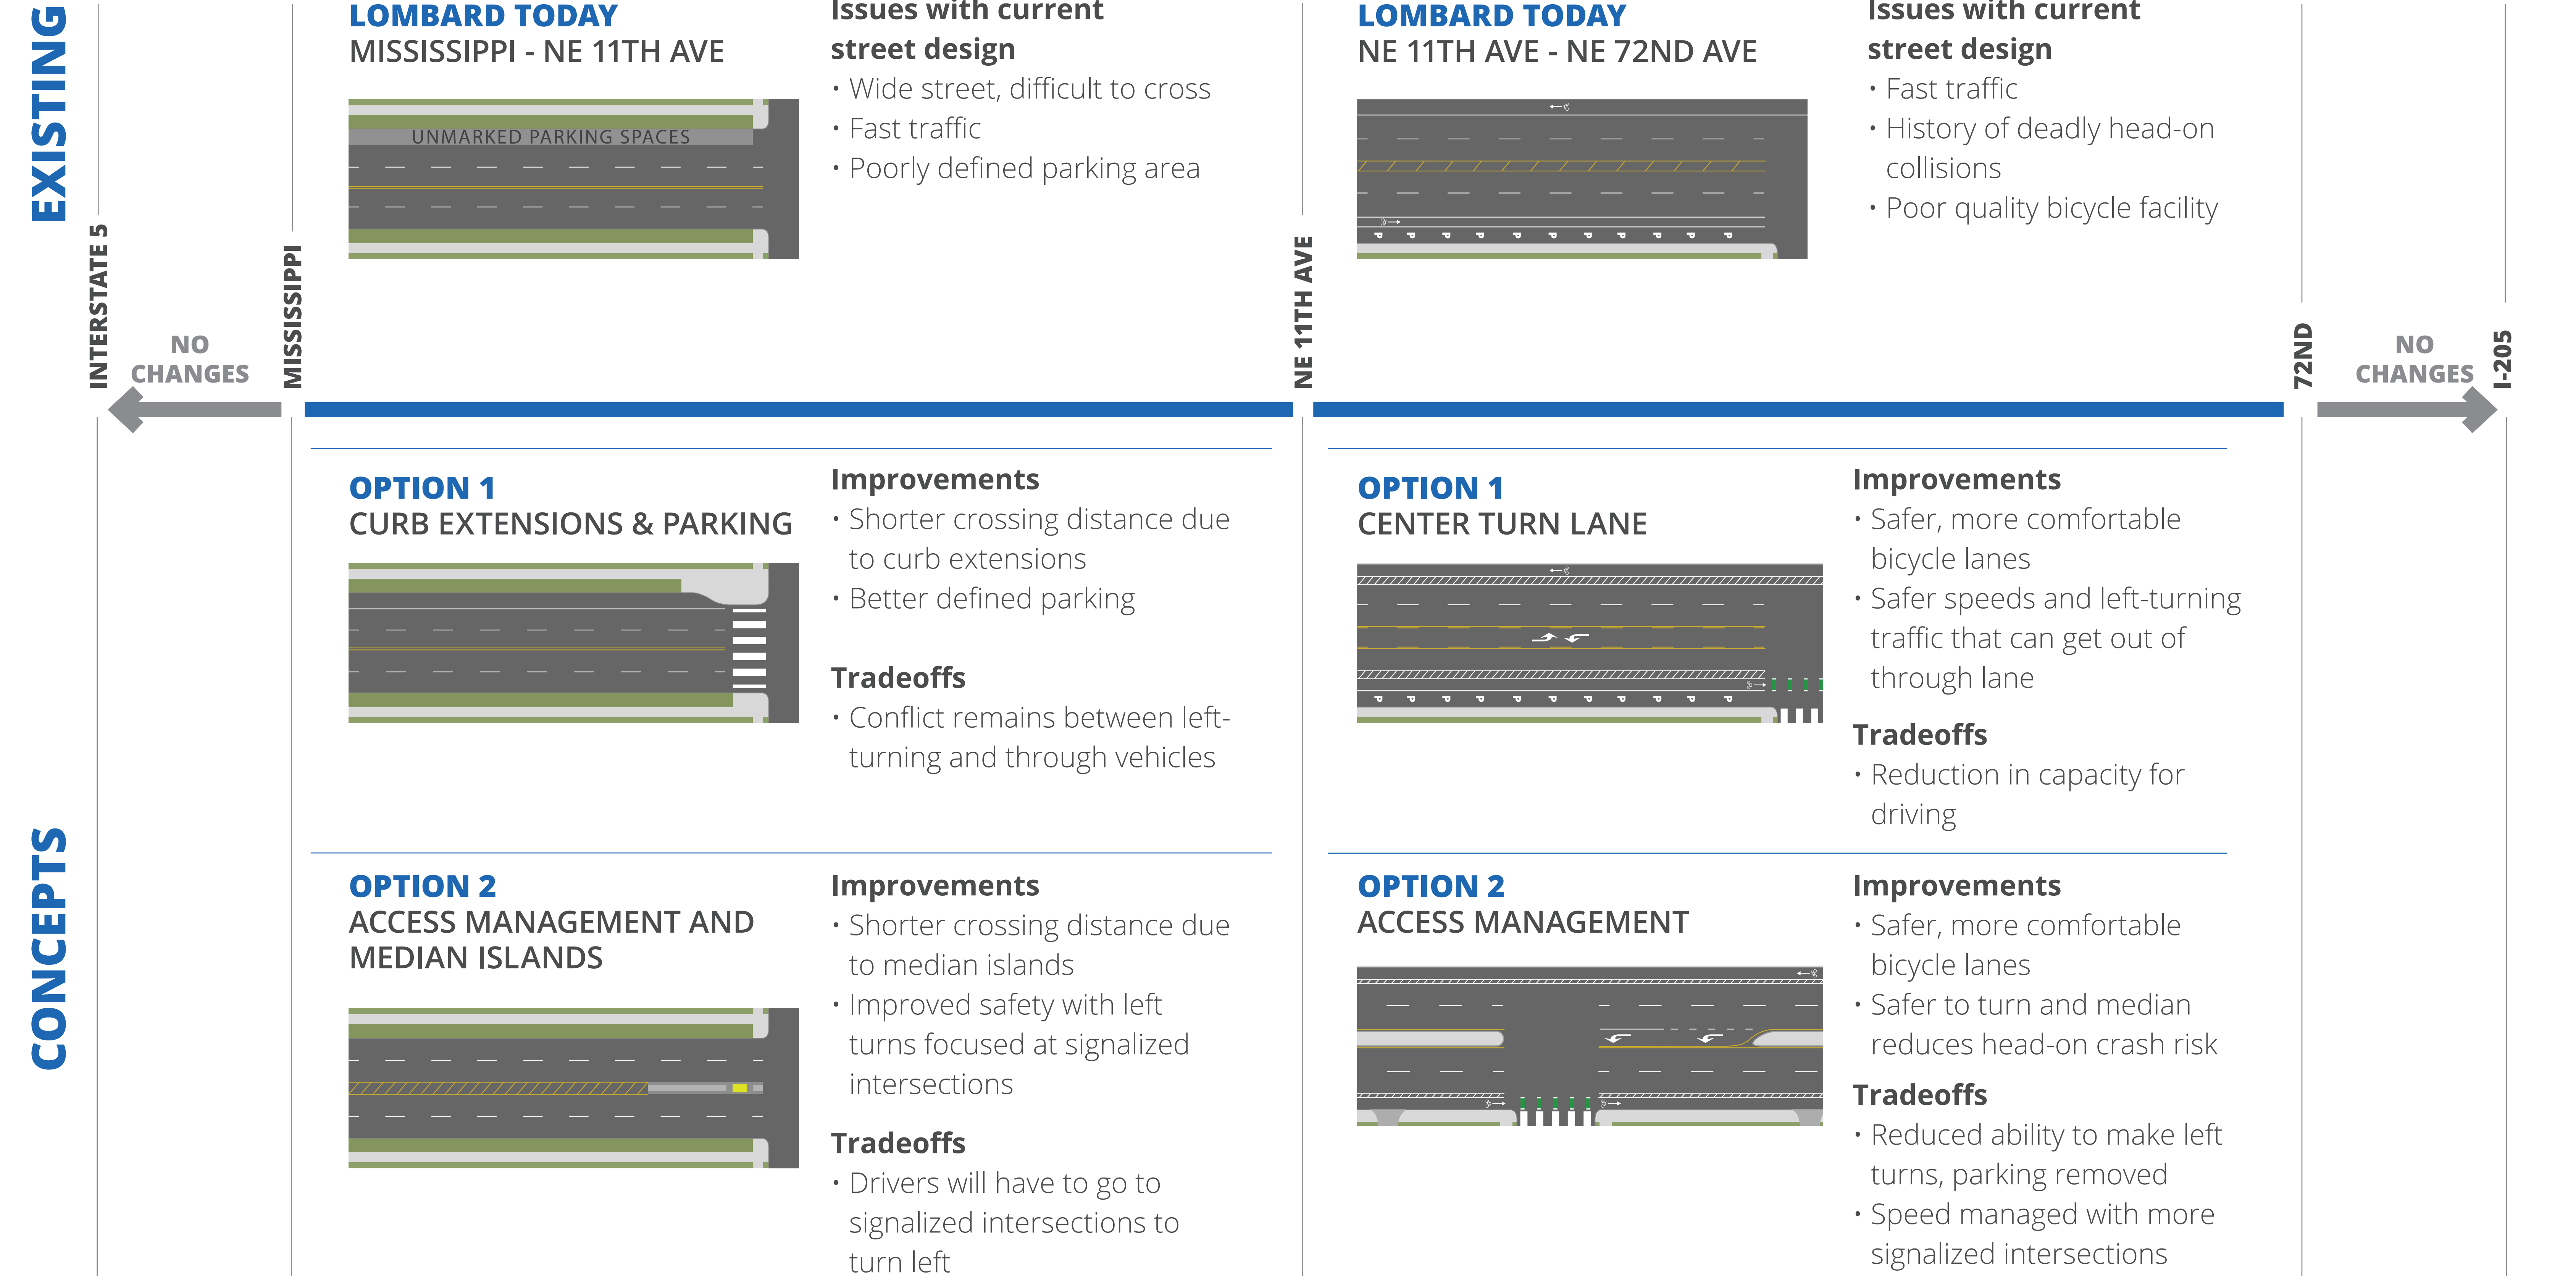 EXISTING
LOMBARD TODAY
MISSISSIPPI - NE 11TH AVE
UNMARKED PARKING SPACES
Issues with current
street design
• Wide street, difficult to cross
• Fast traffic
• Poorly defined parking area
LOMBARD TODAY
NE 11TH AVE - NE 72ND AVE
P P P P P P P P P P P
Issues with current
street design
• Fast traffic
• History of deadly head-on
collisions
• Poor quality bicycle facility
INTERSTATE 5
NO
CHANGES
MISSISSIPPI
NE 11TH AVE
72ND
NO
CHANGES
I-205
CONCEPTS
OPTION 1
CURB EXTENSIONS & PARKING
Improvements
• Shorter crossing distance due
to curb extensions
• Better defined parking
Tradeoffs
• Conflict remains between left-
turning and through vehicles
OPTION 1
CENTER TURN LANE
P P P P P P P P P P P
Improvements
• Safer, more comfortable
bicycle lanes
• Safer speeds and left-turning
traffic that can get out of
through lane
Tradeoffs
• Reduction in capacity for
driving
OPTION 2
ACCESS MANAGEMENT AND
MEDIAN ISLANDS
Improvements
• Shorter crossing distance due
to median islands
• Improved safety with left
turns focused at signalized
intersections
Tradeoffs
• Drivers will have to go to
signalized intersections to
turn left
OPTION 2
ACCESS MANAGEMENT
Improvements
• Safer, more comfortable
bicycle lanes
• Safer to turn and median
reduces head-on crash risk
Tradeoffs
• Reduced ability to make left
turns, parking removed
• Speed managed with more
signalized intersections